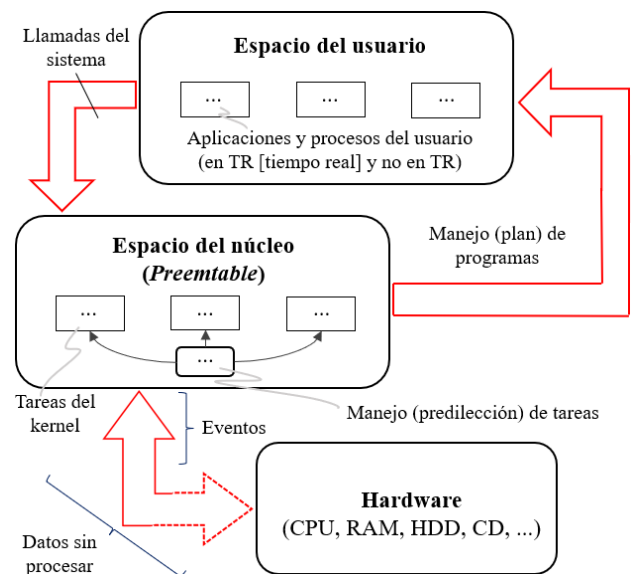 Llamadas del
sistema
Espacio del usuario
...
...
...
Aplicaciones y procesos del usuario
(en TR [tiempo real] y no en TR)
Espacio del núcleo
(Preemtable)
...
...
...
...
Manejo (plan) de
programas
Tareas del
kernel
Manejo (predilección) de tareas
Eventos
Hardware
(CPU, RAM, HDD, CD, ...)
Datos sin
procesar